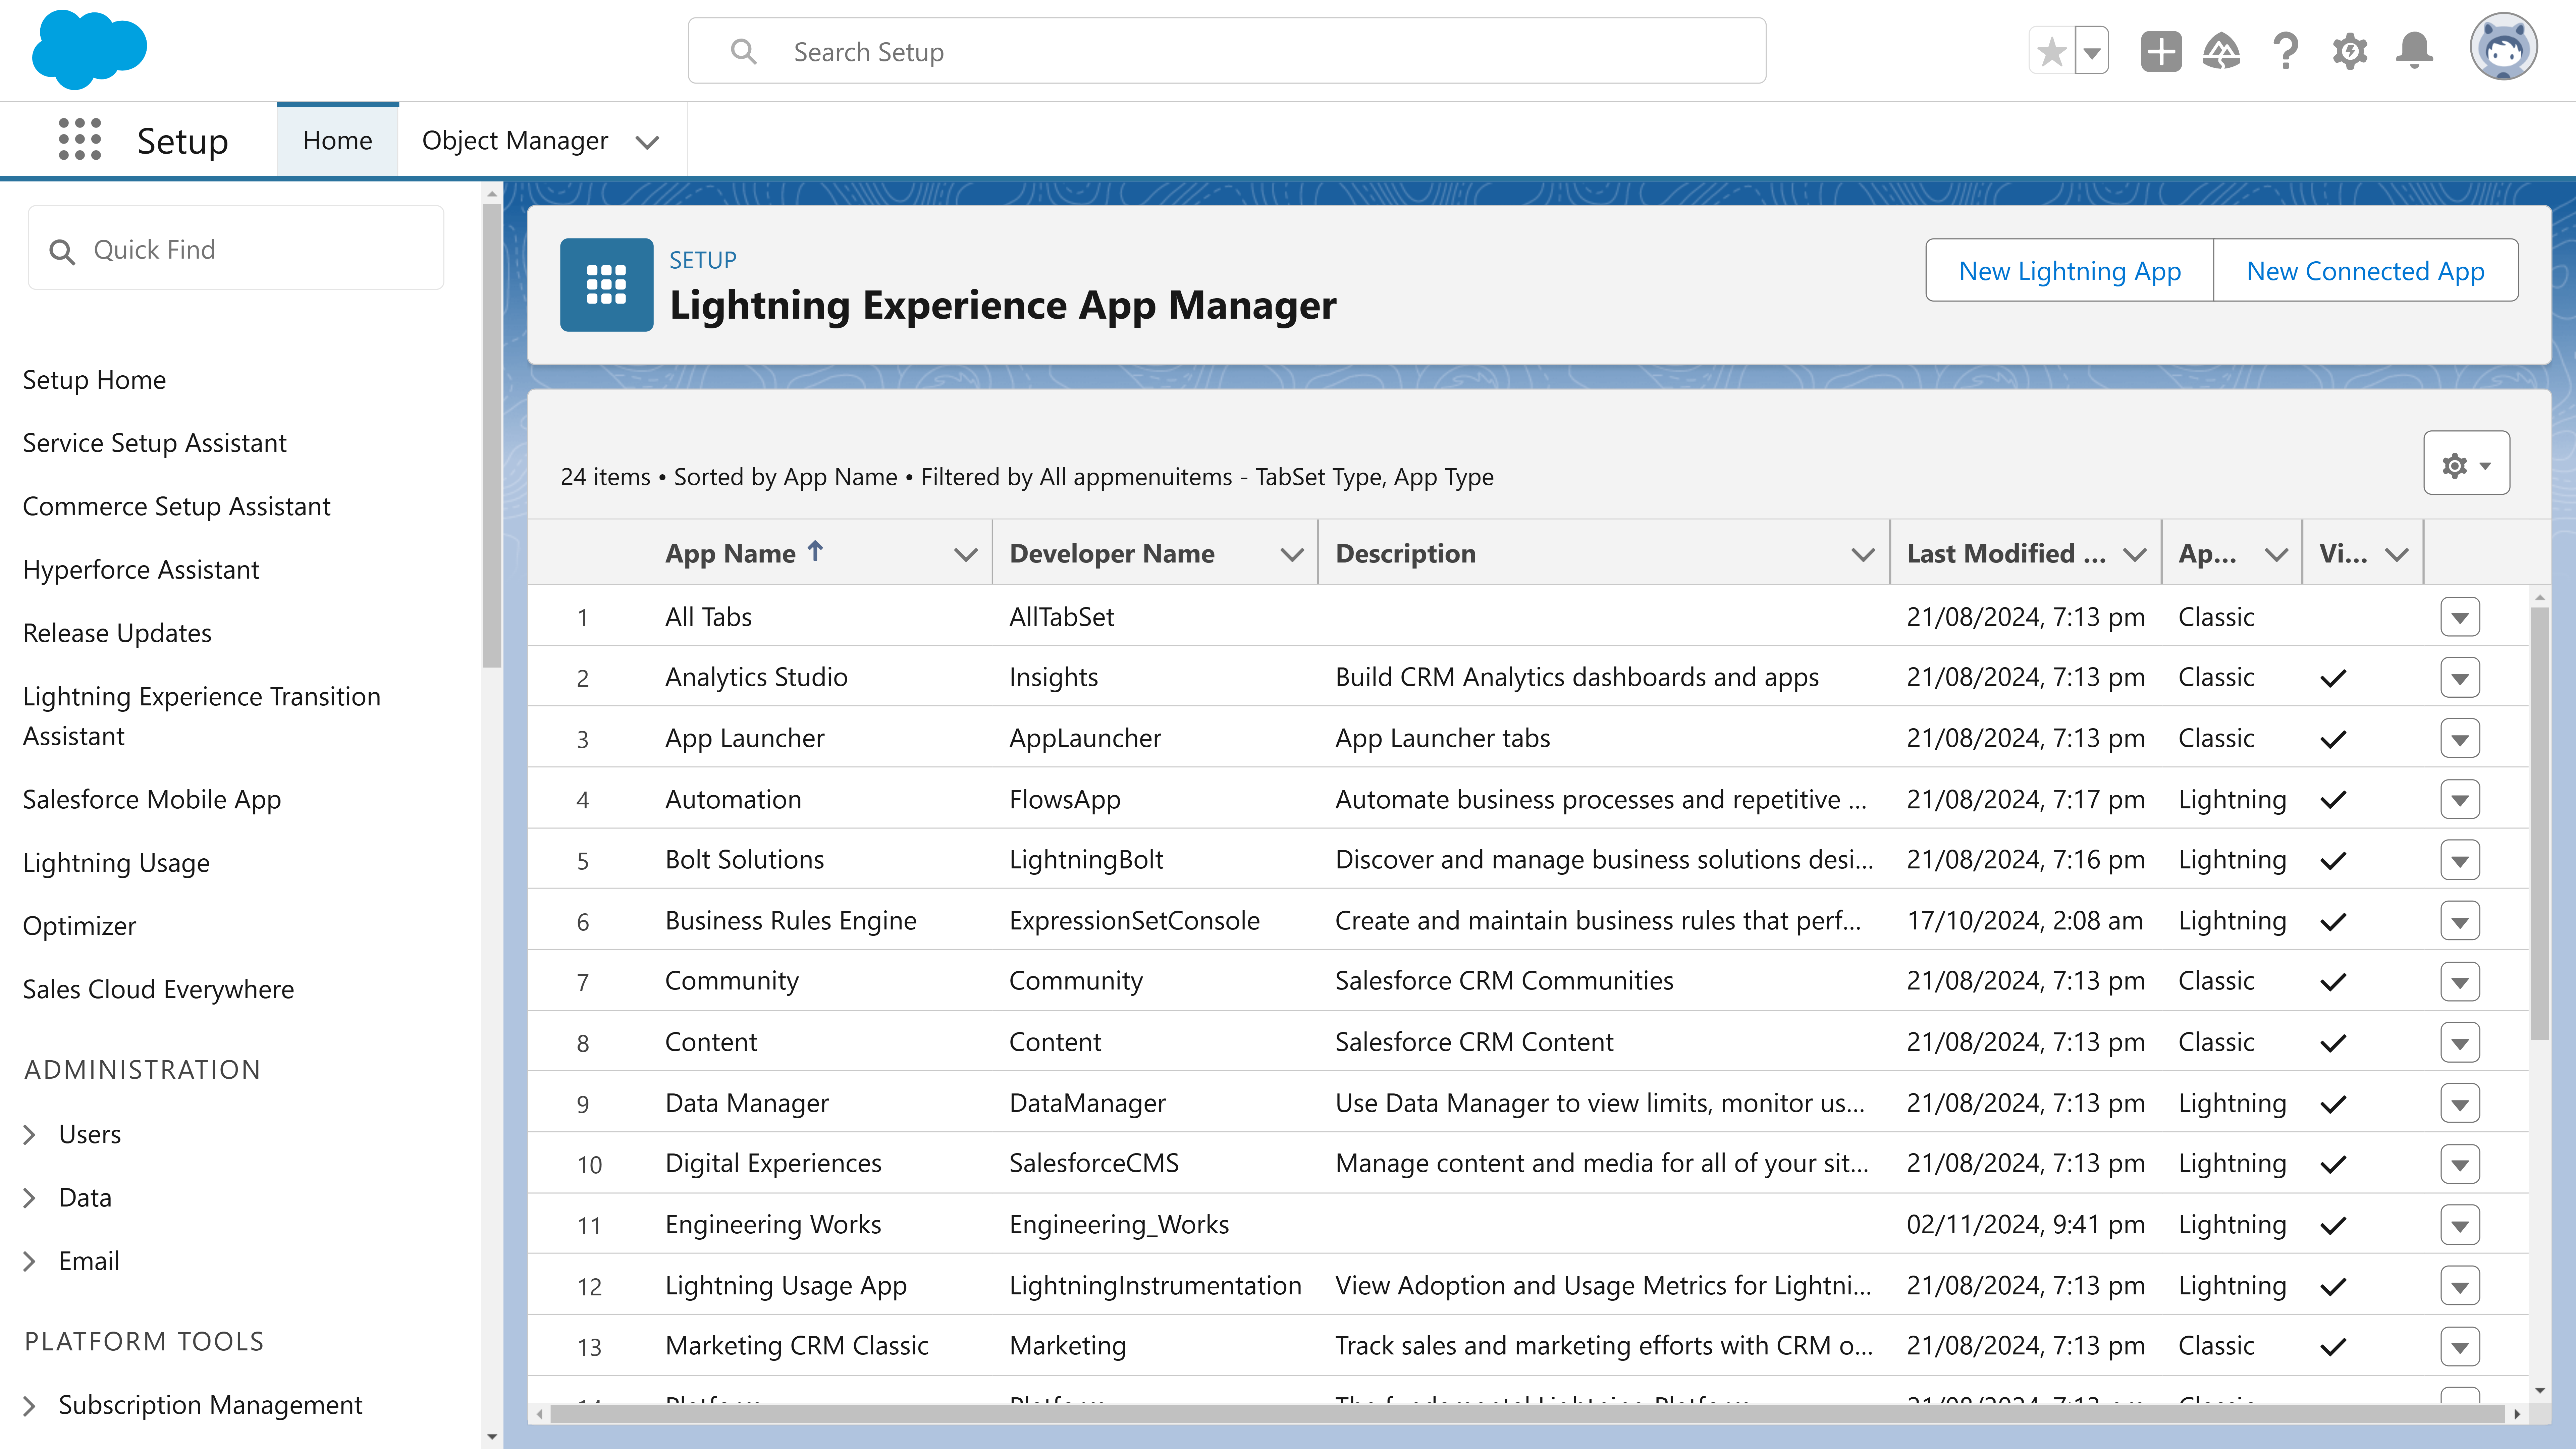 Search Setup
Setup
Home
Object Manager
Quick Find
Setup Home
Service Setup Assistant
Commerce Setup Assistant
Hyperforce Assistant
Release Updates
Lightning Experience Transition
Assistant
Salesforce Mobile App
Lightning Usage
Optimizer
Sales Cloud Everywhere
ADMINISTRATION
Users
Data
Email
PLATFORM TOOLS
Subscription Management
SETUP
Lightning Experience App Manager
New Lightning App
New Connected App
24 items • Sorted by App Name • Filtered by All appmenuitems - TabSet Type, App Type
App Name Developer Name Description Last Modified ... Ap... Vi...
1 All Tabs AllTabSet 21/08/2024, 7:13 pm Classic
2 Analytics Studio Insights Build CRM Analytics dashboards and apps 21/08/2024, 7:13 pm Classic
3 App Launcher AppLauncher App Launcher tabs 21/08/2024, 7:13 pm Classic
4 Automation FlowsApp Automate business processes and repetitive ... 21/08/2024, 7:17 pm Lightning
5 Bolt Solutions LightningBolt Discover and manage business solutions desi... 21/08/2024, 7:16 pm Lightning
6 Business Rules Engine ExpressionSetConsole Create and maintain business rules that perf... 17/10/2024, 2:08 am Lightning
7 Community Community Salesforce CRM Communities 21/08/2024, 7:13 pm Classic
8 Content Content Salesforce CRM Content 21/08/2024, 7:13 pm Classic
9 Data Manager DataManager Use Data Manager to view limits, monitor us... 21/08/2024, 7:13 pm Lightning
10 Digital Experiences SalesforceCMS Manage content and media for all of your sit... 21/08/2024, 7:13 pm Lightning
11 Engineering Works Engineering_Works 02/11/2024, 9:41 pm Lightning
12 Lightning Usage App LightningInstrumentation View Adoption and Usage Metrics for Lightni... 21/08/2024, 7:13 pm Lightning
13 Marketing CRM Classic Marketing Track sales and marketing efforts with CRM o... 21/08/2024, 7:13 pm Classic
14 Platform Platform The fundamental Lightning Platform 21/08/2024, 7:13 pm Classic